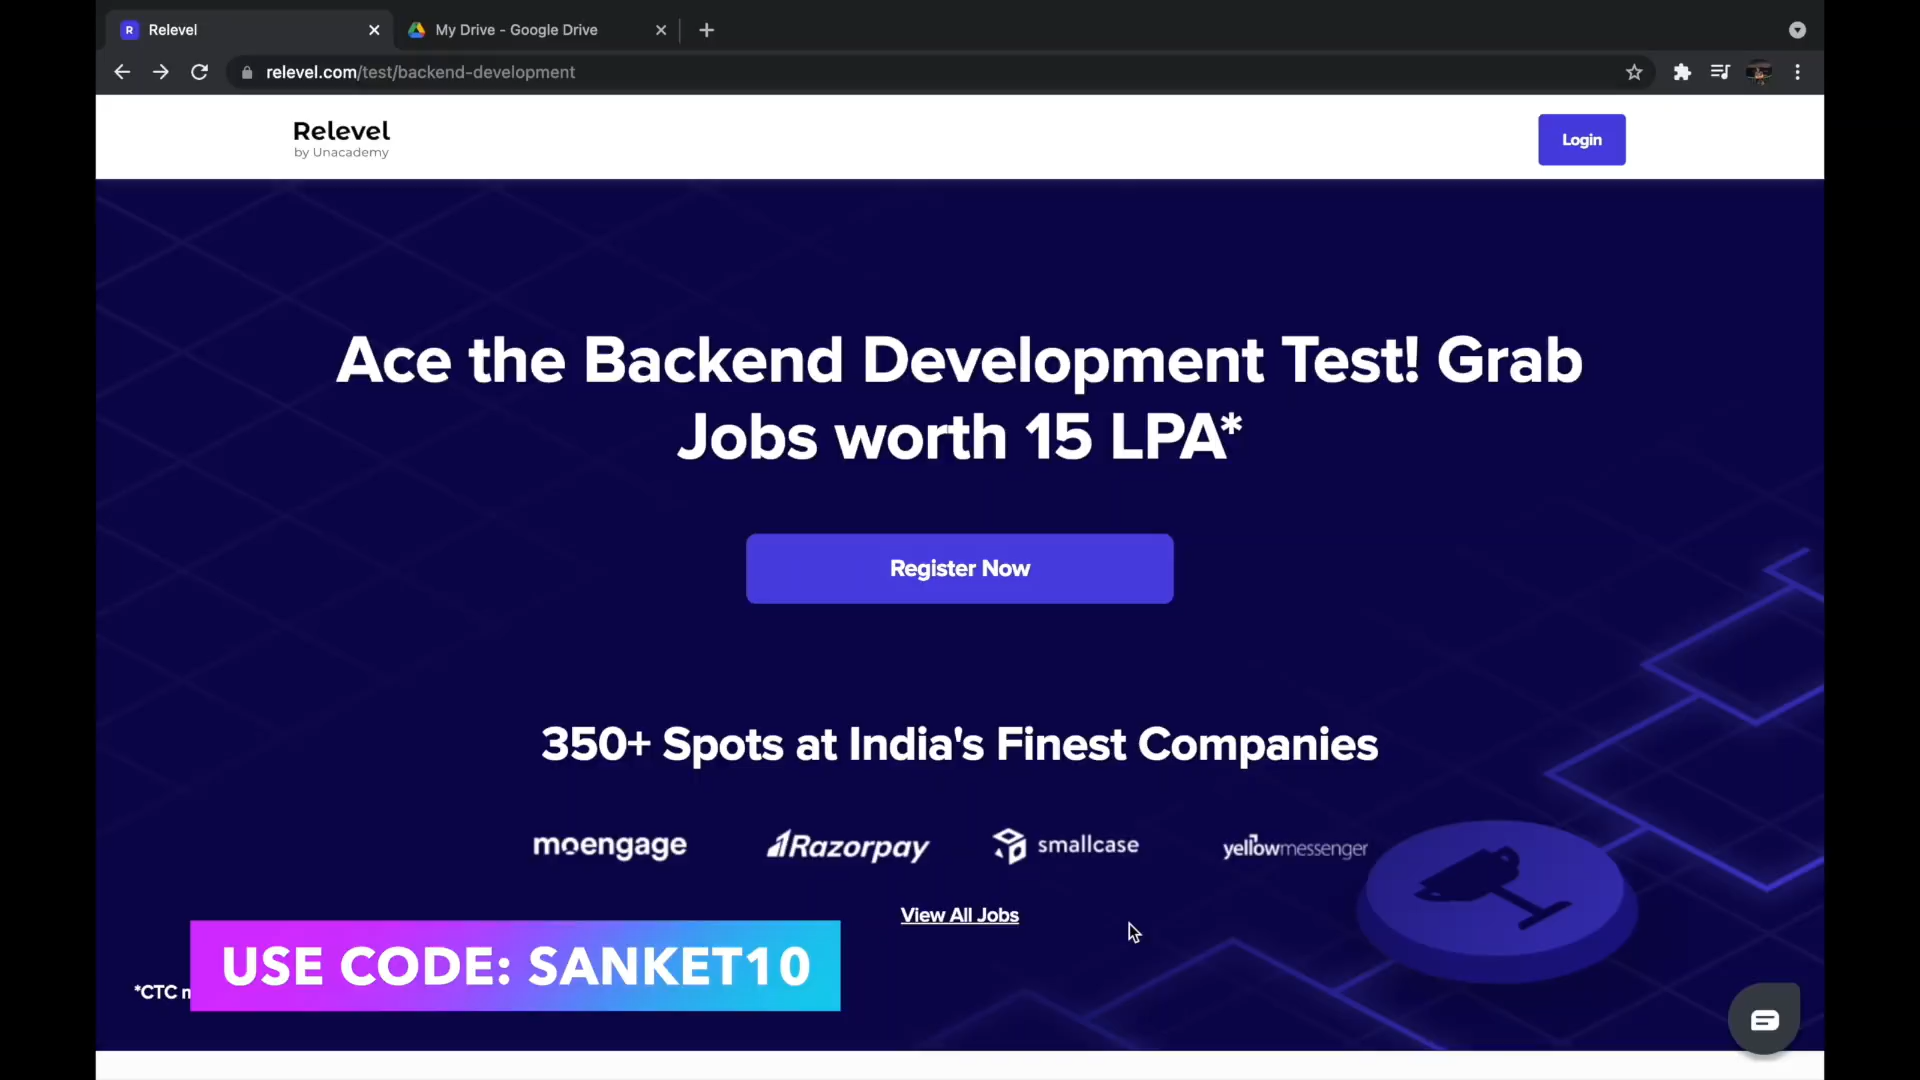 Relevel
My Drive - Google Drive
relevel.com/test/backend-development
Relevel
by Unacademy
Login
Ace the Backend Development Test! Grab
Jobs worth 15 LPA*
Register Now
350+ Spots at India's Finest Companies
moengage
Razorpay
smallcase
yellowmessenger
View All Jobs
USE CODE: SANKET10
*CTC